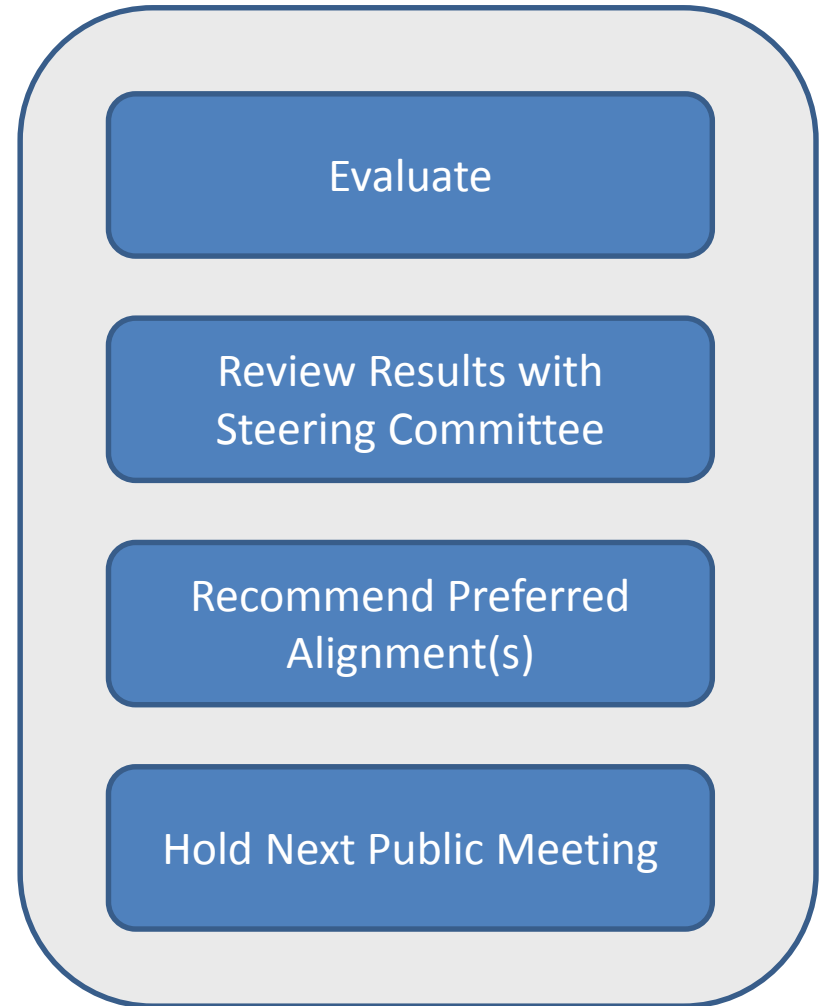 Evaluate
Review Results with
Steering Committee
Recommend Preferred
Alignment(s)
Hold Next Public Meeting